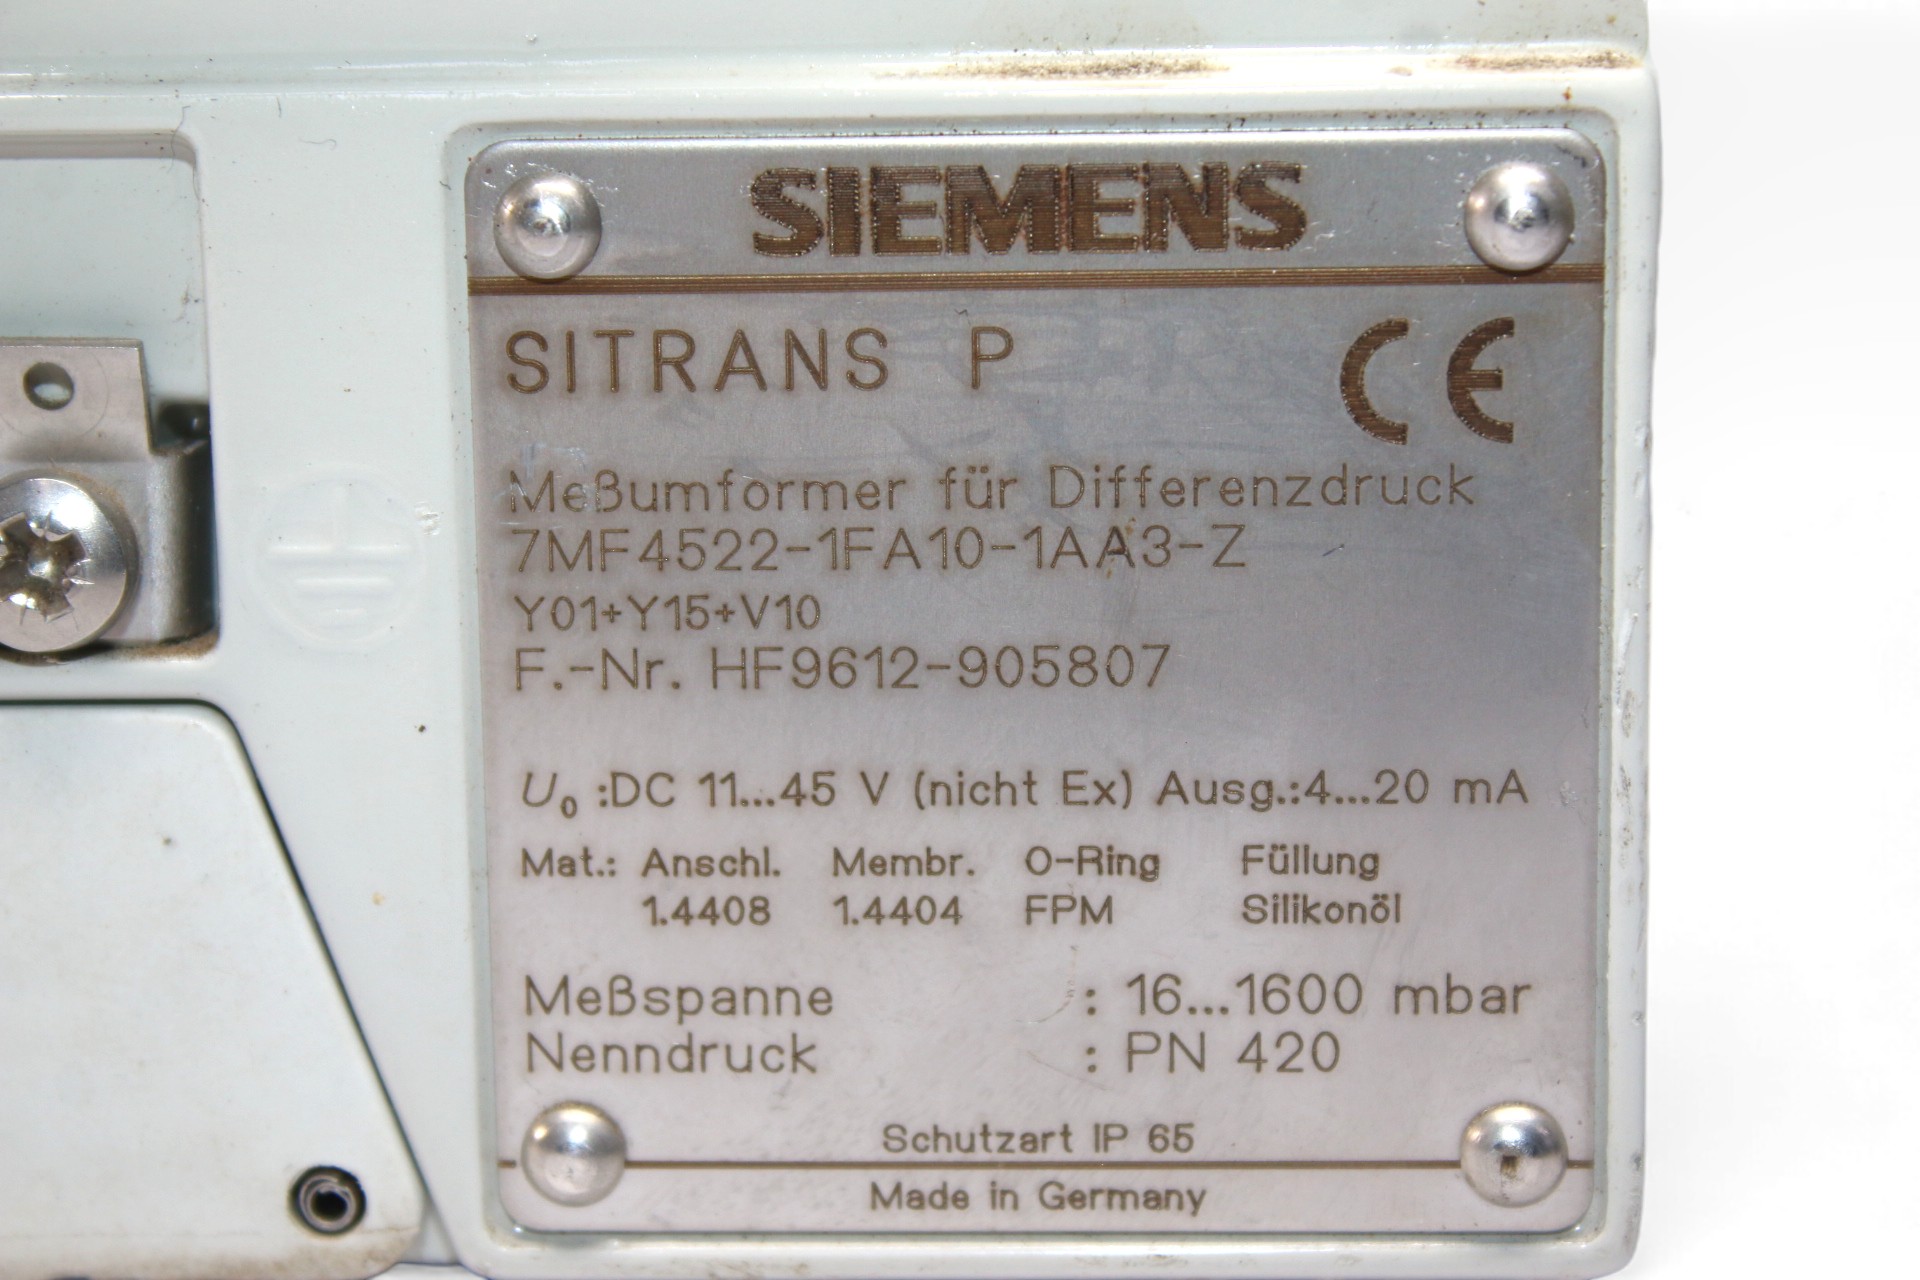 SIEMENS
SITRANS P
CE
Meßumformer für Differenzdruck
7MF4522-1FA10-1AA3-Z
Y01+Y15+V10
F.-Nr. HF9612-905807
U₀ :DC 11...45 V (nicht Ex) Ausg.:4...20 mA
Mat.: Anschl. Membr. O-Ring Füllung
1.4408 1.4404 FPM Silikonöl
Meßspanne : 16...1600 mbar
Nenndruck : PN 420
Schutzart IP 65
Made in Germany